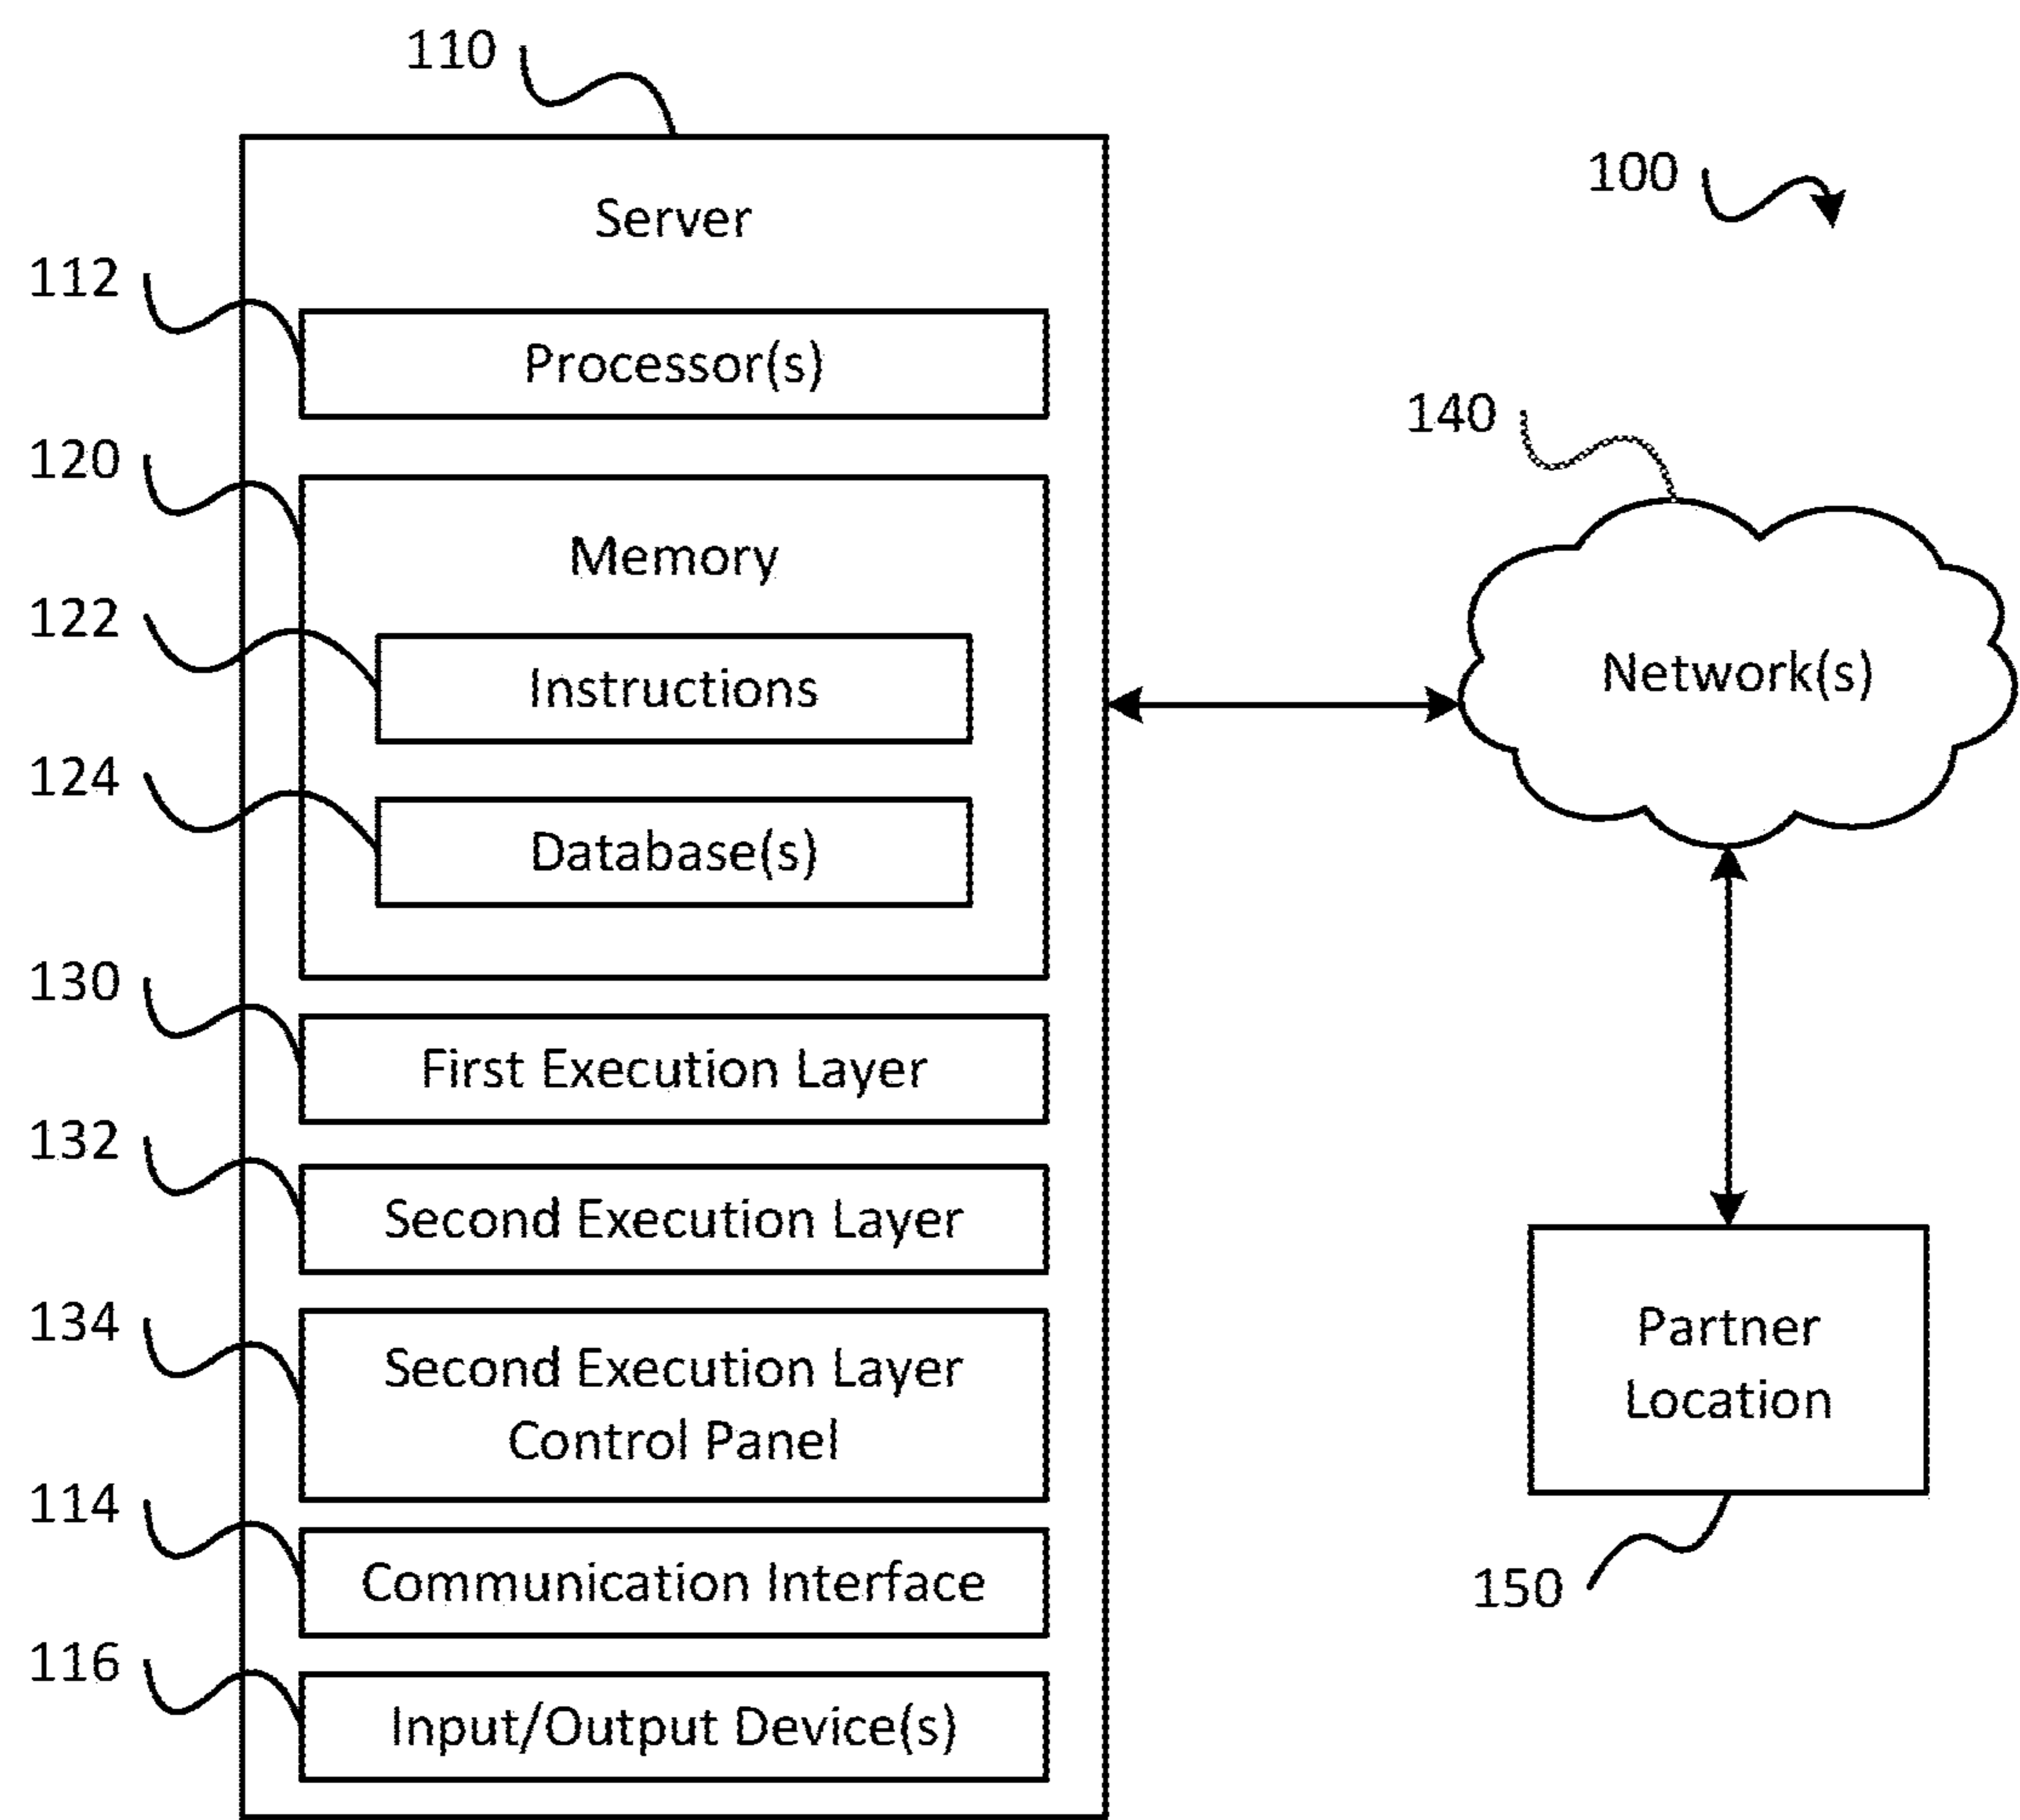 110
100
Server
112
Processor(s)
120
140
Memory
122
Instructions
Network(s)
124
Database(s)
130
First Execution Layer
132
Second Execution Layer
134
Second Execution Layer
Control Panel
Partner
Location
114
Communication Interface
150
116
Input/Output Device(s)